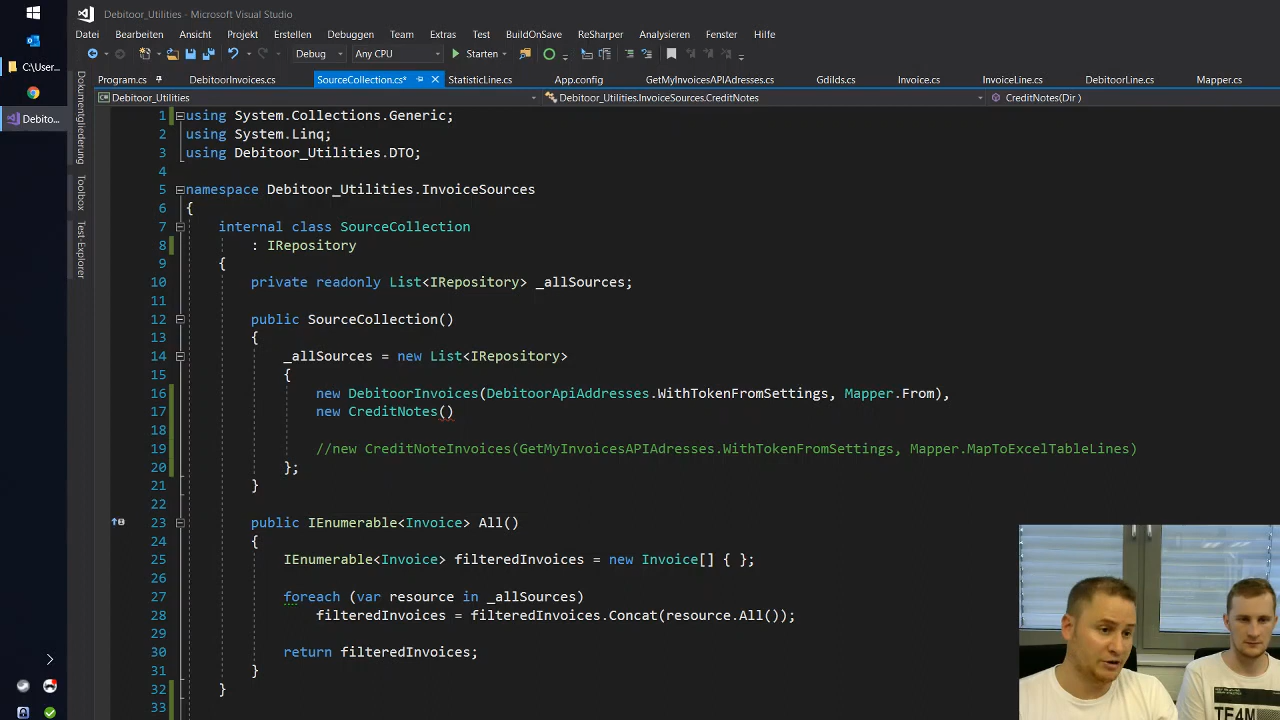 Debitoor_Utilities - Microsoft Visual Studio
Datei Bearbeiten Ansicht Projekt Erstellen Debuggen Team Extras Test BuildOnSave ReSharper Analysieren Fenster Hilfe
Debug Any CPU Starten
C:\User...
Debito...
Dokumentgliederung
Toolbox
Test-Explorer
Program.cs DebitoorInvoices.cs SourceCollection.cs* StatisticLine.cs App.config GetMyInvoicesAPIAdresses.cs GdiIds.cs Invoice.cs InvoiceLine.cs DebitoorLine.cs Mapper.cs
Debitoor_Utilities Debitoor_Utilities.InvoiceSources.CreditNotes CreditNotes(Dir )
1 using System.Collections.Generic;
2 using System.Linq;
3 using Debitoor_Utilities.DTO;
4
5 namespace Debitoor_Utilities.InvoiceSources
6 {
7 internal class SourceCollection
8 : IRepository
9 {
10 private readonly List<IRepository> _allSources;
11
12 public SourceCollection()
13 {
14 _allSources = new List<IRepository>
15 {
16 new DebitoorInvoices(DebitoorApiAddresses.WithTokenFromSettings, Mapper.From),
17 new CreditNotes()
18
19 //new CreditNoteInvoices(GetMyInvoicesAPIAdresses.WithTokenFromSettings, Mapper.MapToExcelTableLines)
20 };
21 }
22
23 public IEnumerable<Invoice> All()
24 {
25 IEnumerable<Invoice> filteredInvoices = new Invoice[] { };
26
27 foreach (var resource in _allSources)
28 filteredInvoices = filteredInvoices.Concat(resource.All());
29
30 return filteredInvoices;
31 }
32 }
33
TE4M